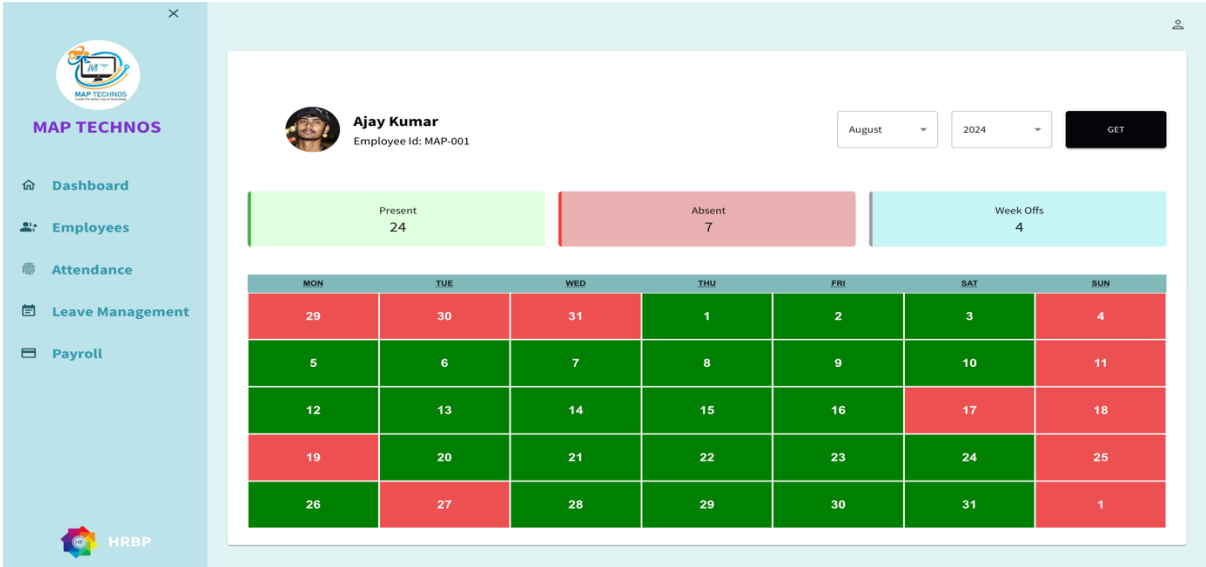 MAP TECHNOS
MAP TECHNOS
Dashboard
Employees
Attendance
Leave Management
Payroll
HRBP
Ajay Kumar
Employee Id: MAP-001
August
2024
GET
Present
24
Absent
7
Week Offs
4
MON TUE WED THU FRI SAT SUN
29 30 31 1 2 3 4
5 6 7 8 9 10 11
12 13 14 15 16 17 18
19 20 21 22 23 24 25
26 27 28 29 30 31 1